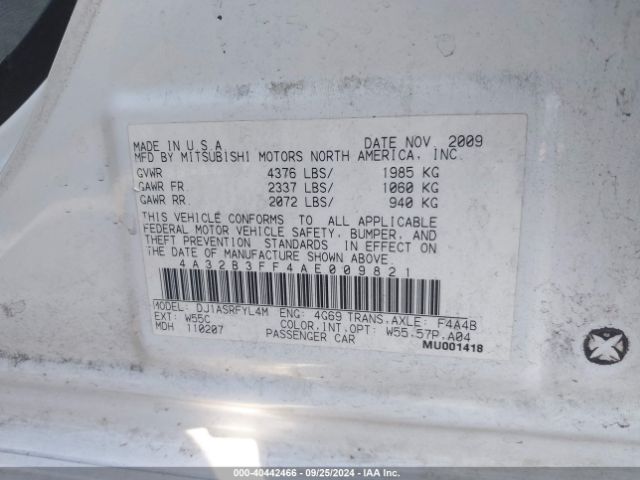 MADE IN U.S.A. DATE NOV 2009
MFD BY MITSUBISHI MOTORS NORTH AMERICA, INC.
GVWR 4376 LBS/ 1985 KG
GAWR FR 2337 LBS/ 1060 KG
GAWR RR 2072 LBS/ 940 KG
THIS VEHICLE CONFORMS TO ALL APPLICABLE
FEDERAL MOTOR VEHICLE SAFETY, BUMPER, AND
THEFT PREVENTION STANDARDS IN EFFECT ON
THE DATE OF MANUFACTURE SHOWN ABOVE.
4A32B3FF4AE009821
MODEL: DJ1ASRFYL4M ENG: 4G69 TRANS.AXLE: F4A4B
EXT: W55C COLOR.INT.OPT: W55.57P.A04
MDH 110207 PASSENGER CAR
MU001418
000-40442466 - 09/25/2024 - IAA Inc.